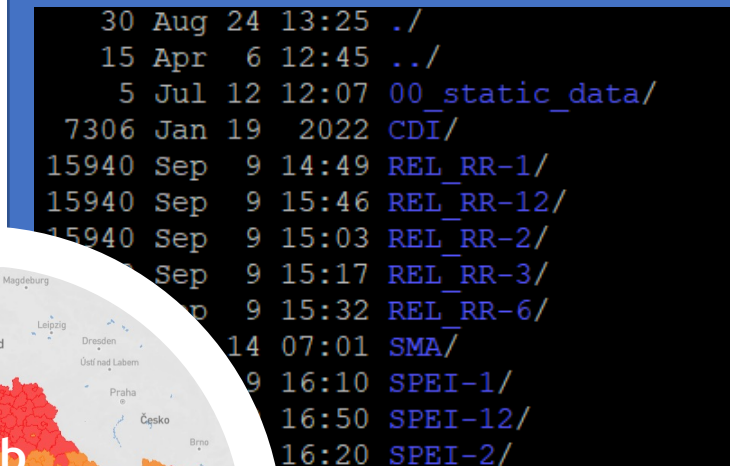 30 Aug 24 13:25 ./
15 Apr 6 12:45 ../
5 Jul 12 12:07 00_static_data/
7306 Jan 19 2022 CDI/
15940 Sep 9 14:49 REL_RR-1/
15940 Sep 9 15:46 REL_RR-12/
15940 Sep 9 15:03 REL_RR-2/
Sep 9 15:17 REL_RR-3/
9 15:32 REL_RR-6/
14 07:01 SMA/
9 16:10 SPEI-1/
16:50 SPEI-12/
16:20 SPEI-2/
Magdeburg
Leipzig
Dresden
Ústí nad Labem
Praha
Česko
Brno
b